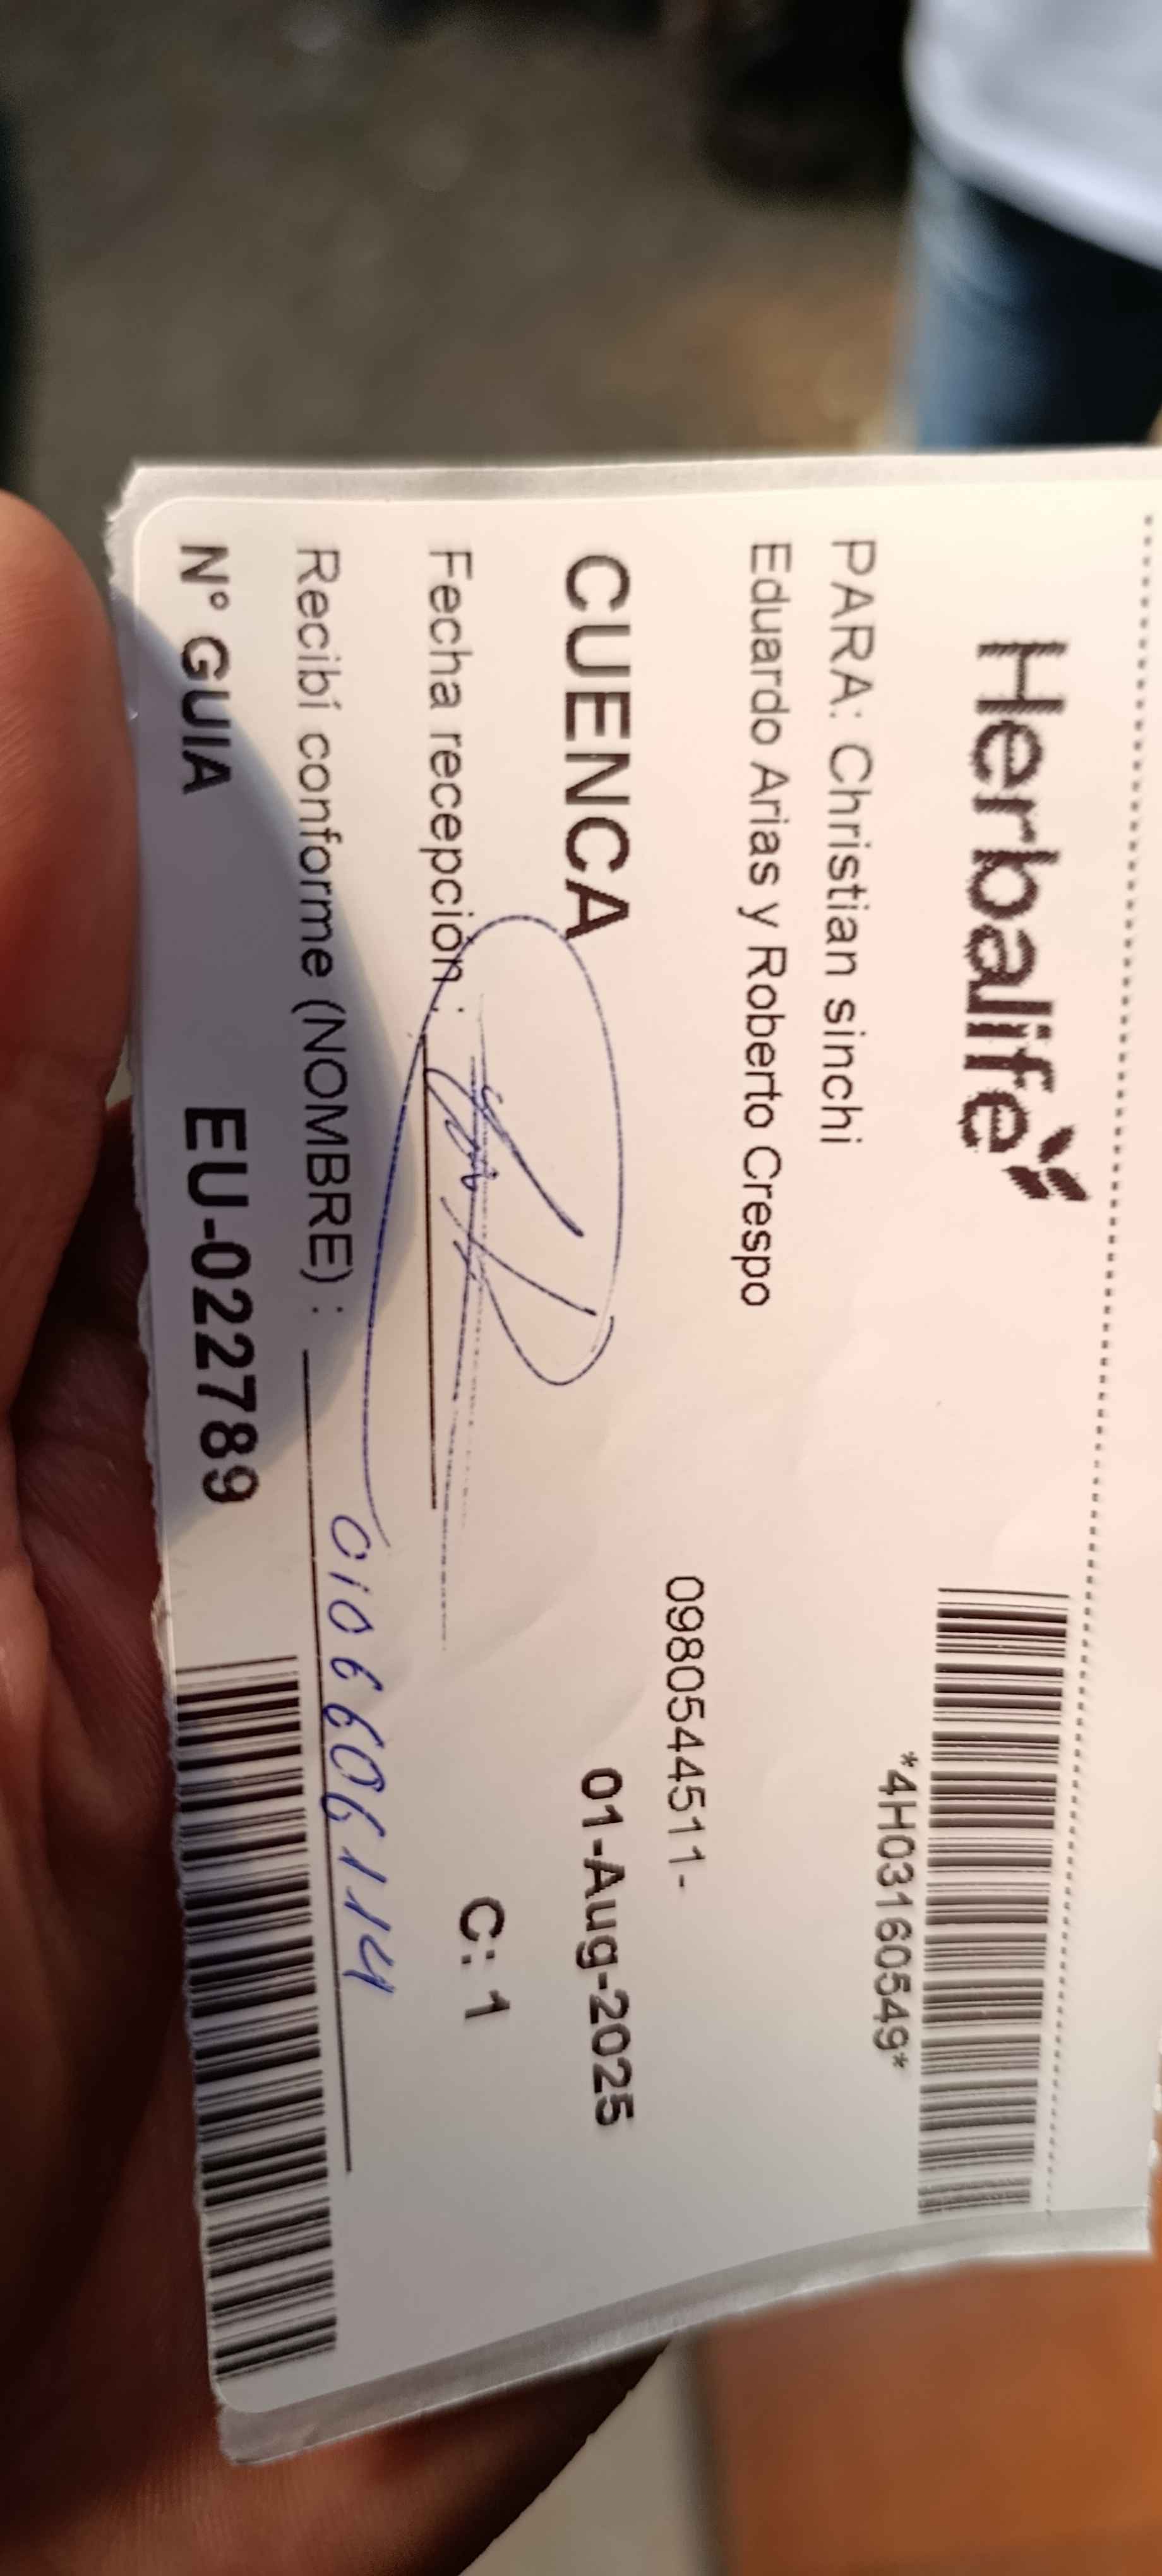 Herbalife
*4H03160549*
PARA: Christian sinchi
Eduardo Arias y Roberto Crespo
0980544511-
CUENCA 01-Aug-2025
Fecha recepción :
C: 1
Recibí conforme (NOMBRE) : 0106606114
N° GUIA EU-022789